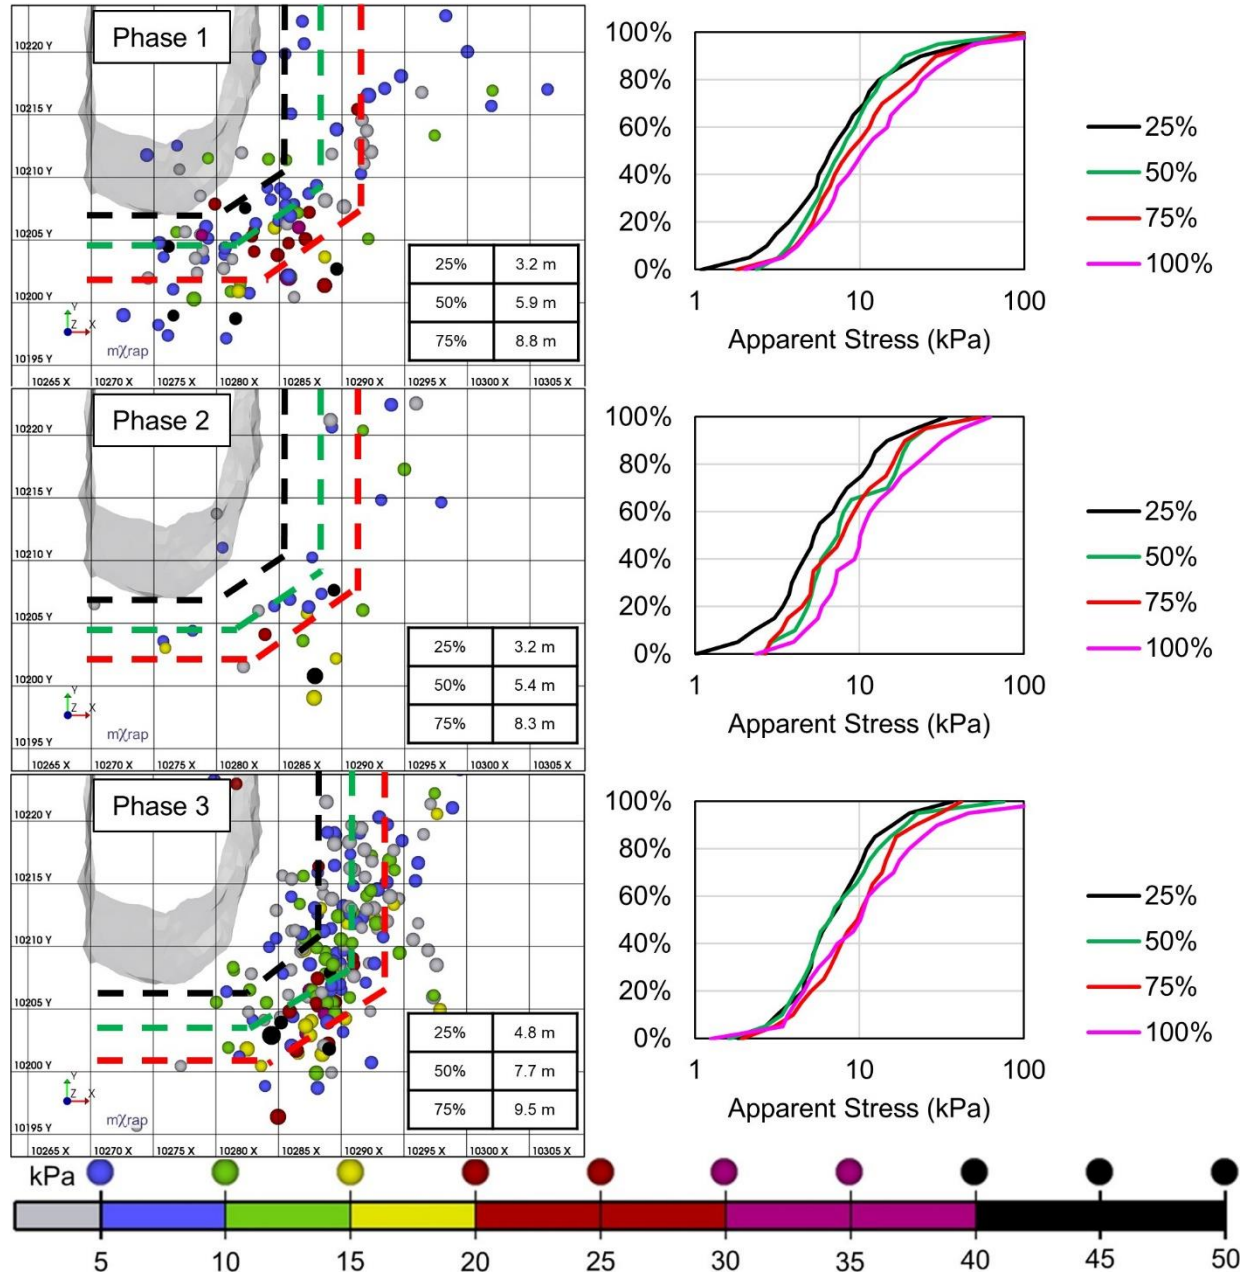 Phase 1
10220 Y
10215 Y
10210 Y
10205 Y
10200 Y
10195 Y
25% 3.2 m
50% 5.9 m
75% 8.8 m
Y
Z X
mχrap
10265 X 10270 X 10275 X 10280 X 10285 X 10290 X 10295 X 10300 X 10305 X
100%
80%
60%
40%
20%
0%
1 10 100
Apparent Stress (kPa)
25%
50%
75%
100%
Phase 2
10220 Y
10215 Y
10210 Y
10205 Y
10200 Y
10195 Y
25% 3.2 m
50% 5.4 m
75% 8.3 m
Y
Z X
mχrap
10265 X 10270 X 10275 X 10280 X 10285 X 10290 X 10295 X 10300 X 10305 X
100%
80%
60%
40%
20%
0%
1 10 100
Apparent Stress (kPa)
25%
50%
75%
100%
Phase 3
10220 Y
10215 Y
10210 Y
10205 Y
10200 Y
10195 Y
25% 4.8 m
50% 7.7 m
75% 9.5 m
Y
Z X
mχrap
10265 X 10270 X 10275 X 10280 X 10285 X 10290 X 10295 X 10300 X 10305 X
100%
80%
60%
40%
20%
0%
1 10 100
Apparent Stress (kPa)
25%
50%
75%
100%
kPa
5 10 15 20 25 30 35 40 45 50